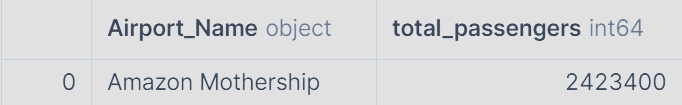 Airport_Name object total_passengers int64
0 Amazon Mothership 2423400